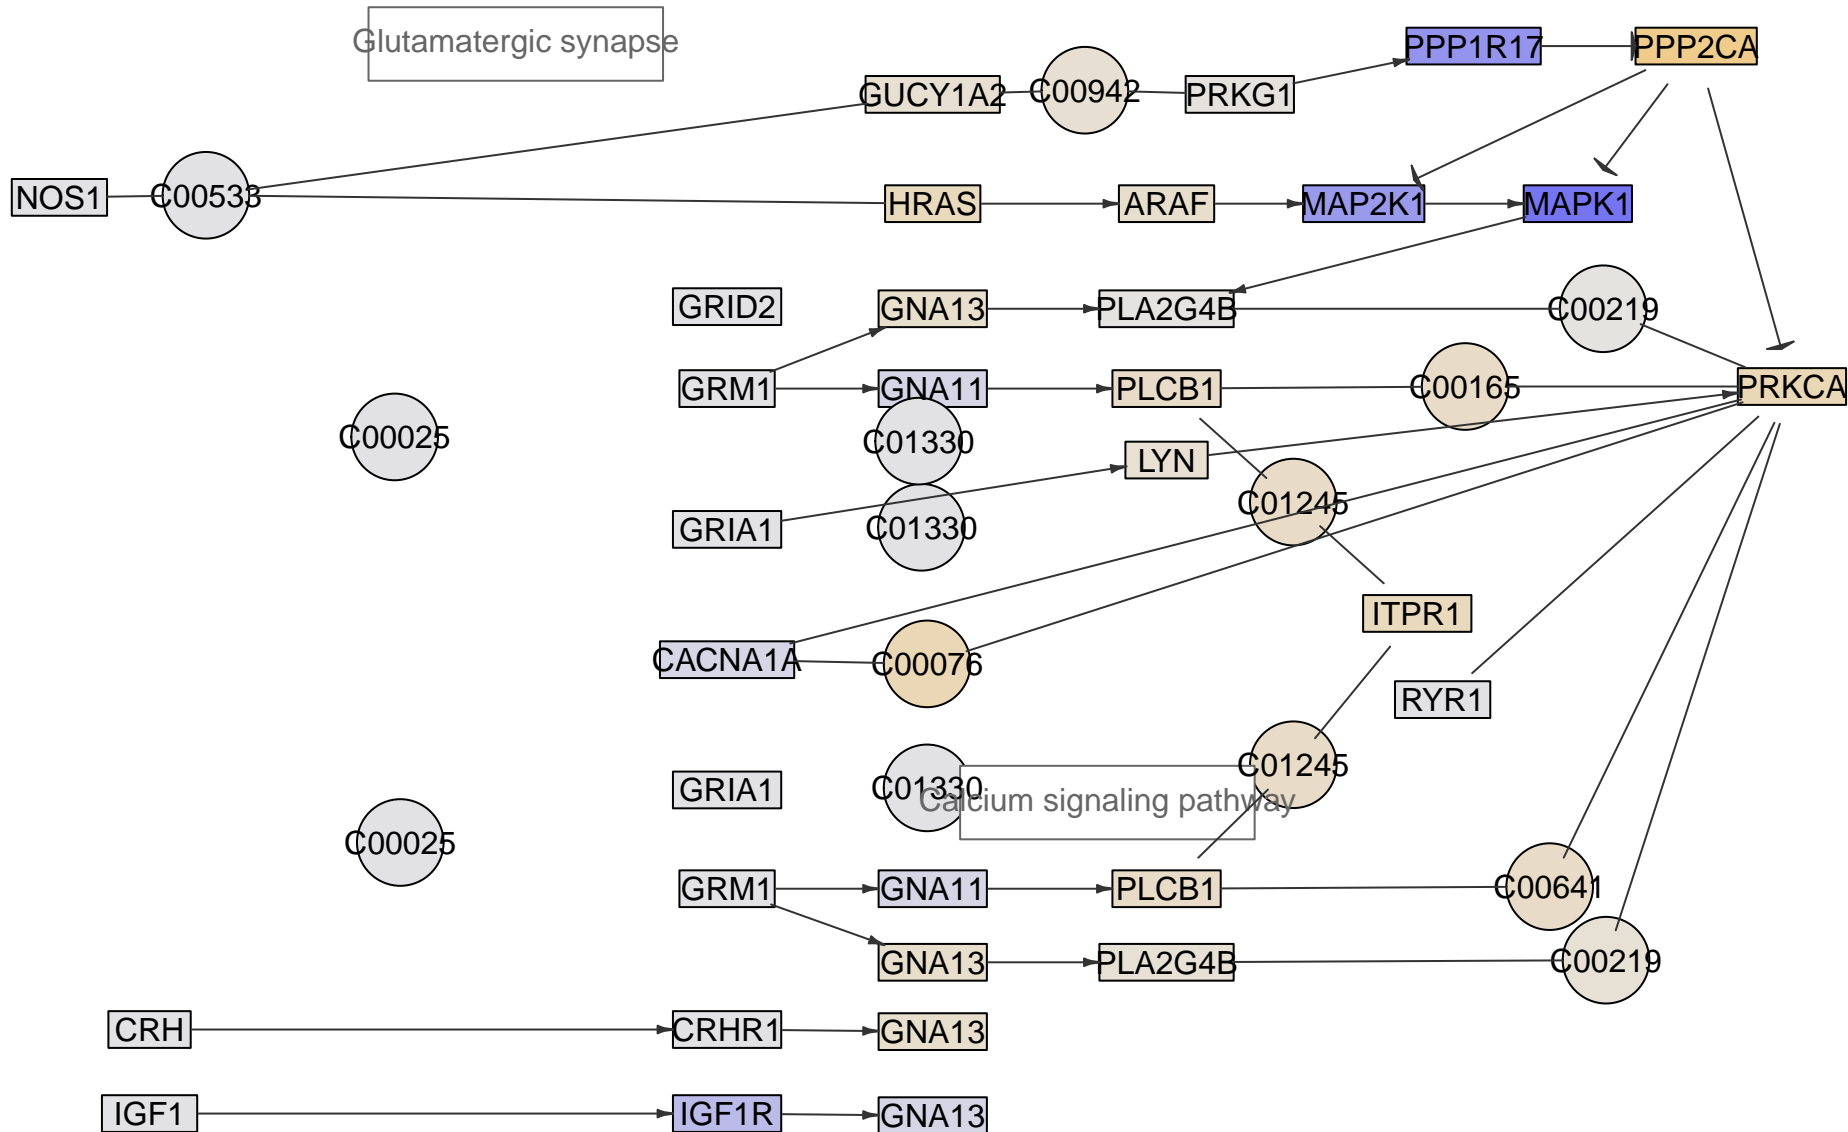 Glutamatergic synapse
PPP1R17
PPP2CA
GUCY1A2
C00942
PRKG1
NOS1
C00533
HRAS
ARAF
MAP2K1
MAPK1
GRID2
GNA13
PLA2G4B
C00219
GRM1
GNA11
PLCB1
C00165
PRKCA
C00025
C01330
LYN
C01245
GRIA1
C01330
ITPR1
CACNA1A
C00076
RYR1
C01245
GRIA1
C01330
Calcium signaling pathway
C00025
GRM1
GNA11
PLCB1
C00641
GNA13
PLA2G4B
C00219
CRH
CRHR1
GNA13
IGF1
IGF1R
GNA13